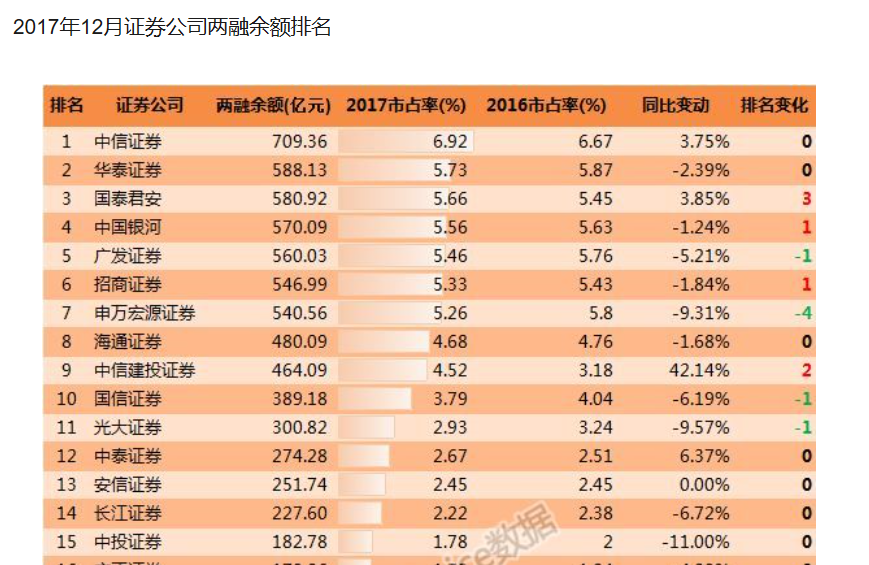 2017年12月证券公司两融余额排名
排名 证券公司 两融余额(亿元) 2017市占率(%) 2016市占率(%) 同比变动 排名变化
1 中信证券 709.36 6.92 6.67 3.75% 0
2 华泰证券 588.13 5.73 5.87 -2.39% 0
3 国泰君安 580.92 5.66 5.45 3.85% 3
4 中国银河 570.09 5.56 5.63 -1.24% 1
5 广发证券 560.03 5.46 5.76 -5.21% -1
6 招商证券 546.99 5.33 5.43 -1.84% 1
7 申万宏源证券 540.56 5.26 5.8 -9.31% -4
8 海通证券 480.09 4.68 4.76 -1.68% 0
9 中信建投证券 464.09 4.52 3.18 42.14% 2
10 国信证券 389.18 3.79 4.04 -6.19% -1
11 光大证券 300.82 2.93 3.24 -9.57% -1
12 中泰证券 274.28 2.67 2.51 6.37% 0
13 安信证券 251.74 2.45 2.45 0.00% 0
14 长江证券 227.60 2.22 2.38 -6.72% 0
15 中投证券 182.78 1.78 2 -11.00% 0
数据